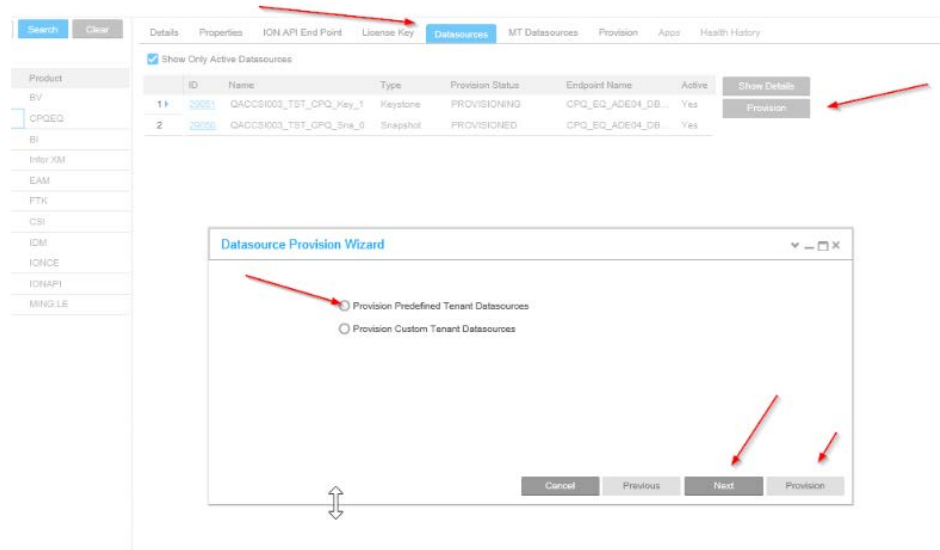 Search Clear
Details Properties ION API End Point License Key Datasources MT Datasources Provision Apps Health History
Show Only Active Datasources
Product
BV
CPQEQ
BI
Infor XM
EAM
FTK
CSI
IDM
IONCE
IONAPI
MING.LE
ID Name Type Provision Status Endpoint Name Active
1 29051 QACCSI003_TST_CPQ_Key_1 Keystone PROVISIONING CPQ_EQ_ADE04_DB... Yes
2 29050 QACCSI003_TST_CPQ_Sna_0 Snapshot PROVISIONED CPQ_EQ_ADE04_DB... Yes
Show Details
Provision
Datasource Provision Wizard
Provision Predefined Tenant Datasources
Provision Custom Tenant Datasources
Cancel Previous Next Provision